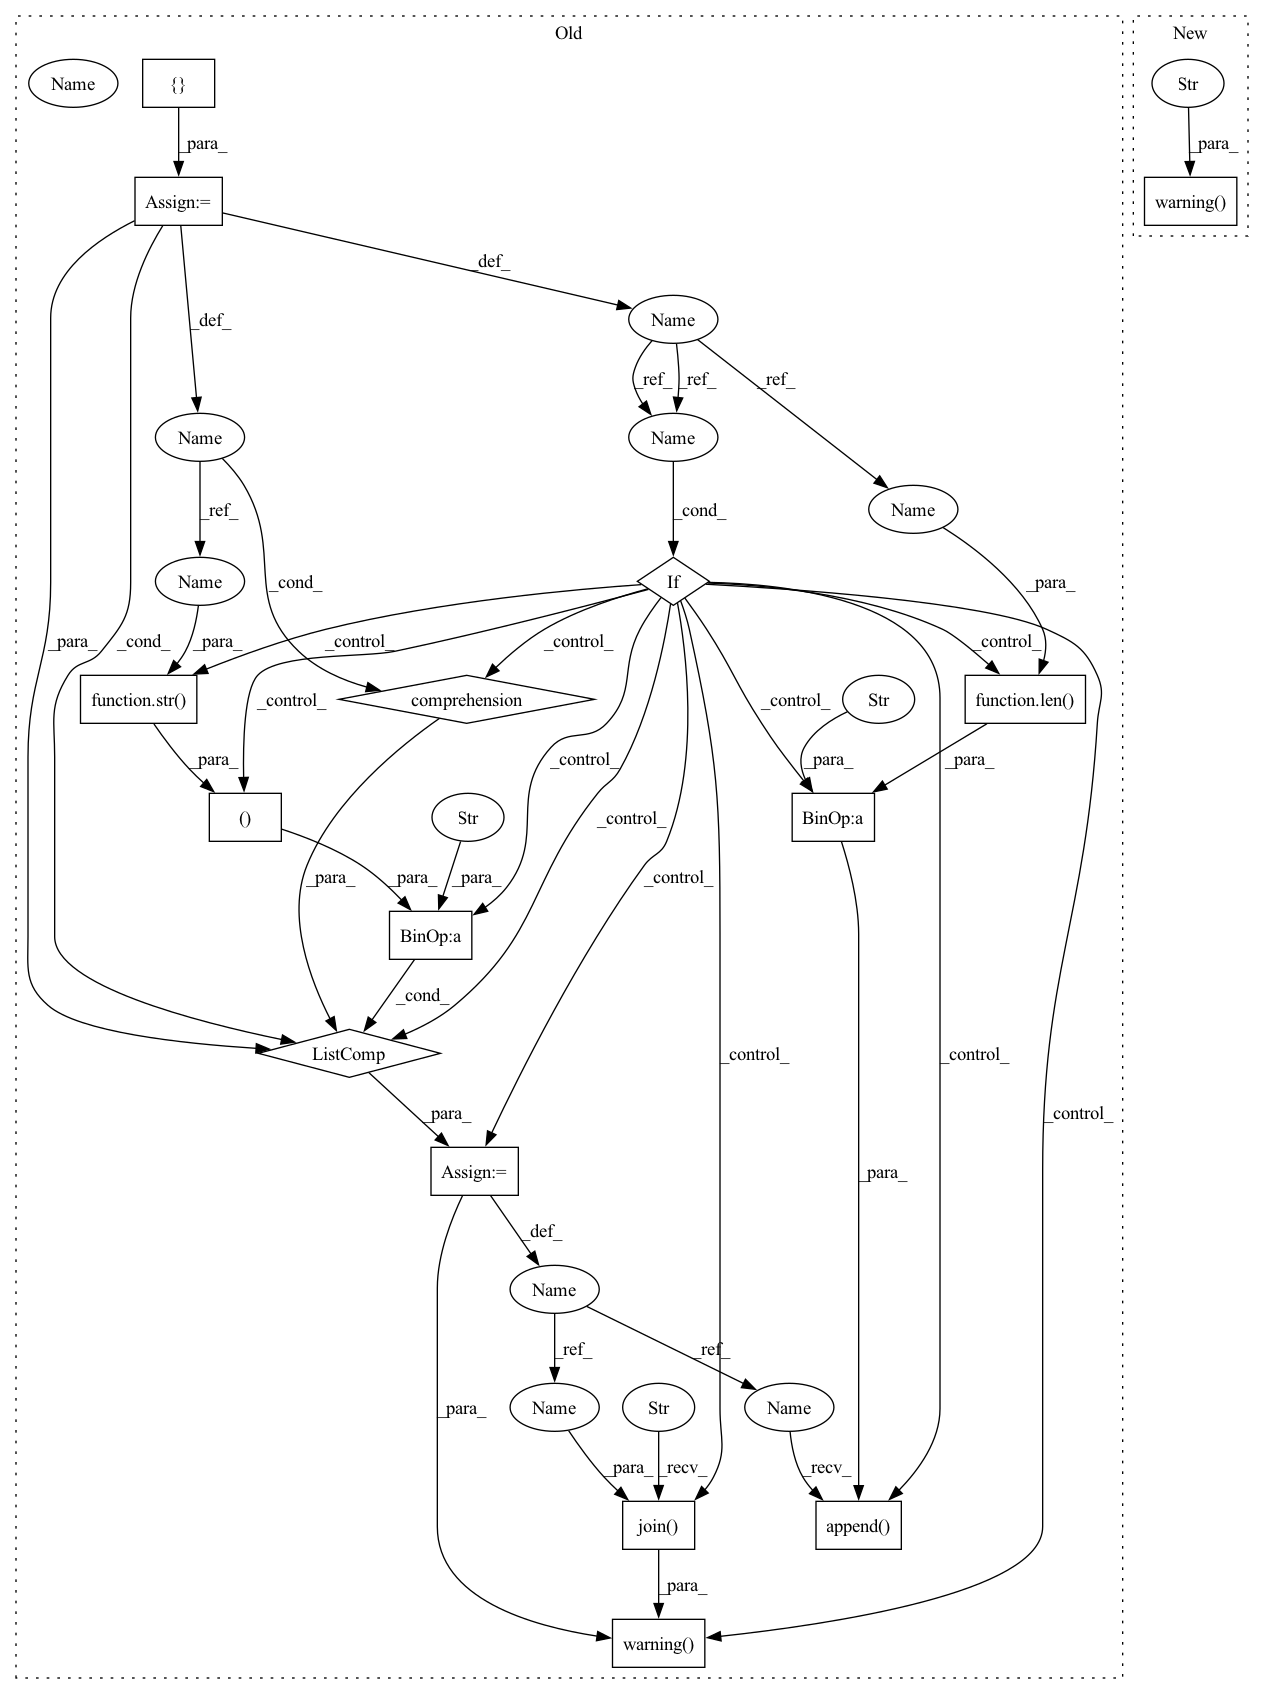 Old
New
Name
{}
Str
_para_
_para_
Assign:=
warning()
_def_
_def_
Name
_ref_
_ref_
_ref_
Name
Name
Name
_ref_
_cond_
_cond_
Name
If
_para_
_para_
_cond_
_para_
_control_
_control_
_control_
function.str()
comprehension
Str
function.len()
_control_
_control_
_para_
_control_
_para_
_para_
()
Str
BinOp:a
_control_
_para_
_para_
_para_
_control_
BinOp:a
_cond_
ListComp
_control_
_control_
_para_
_control_
Assign:=
_para_
_def_
Name
_ref_
_ref_
Name
Str
Name
_para_
_para_
_recv_
_recv_
join()
append()
_para_
warning()